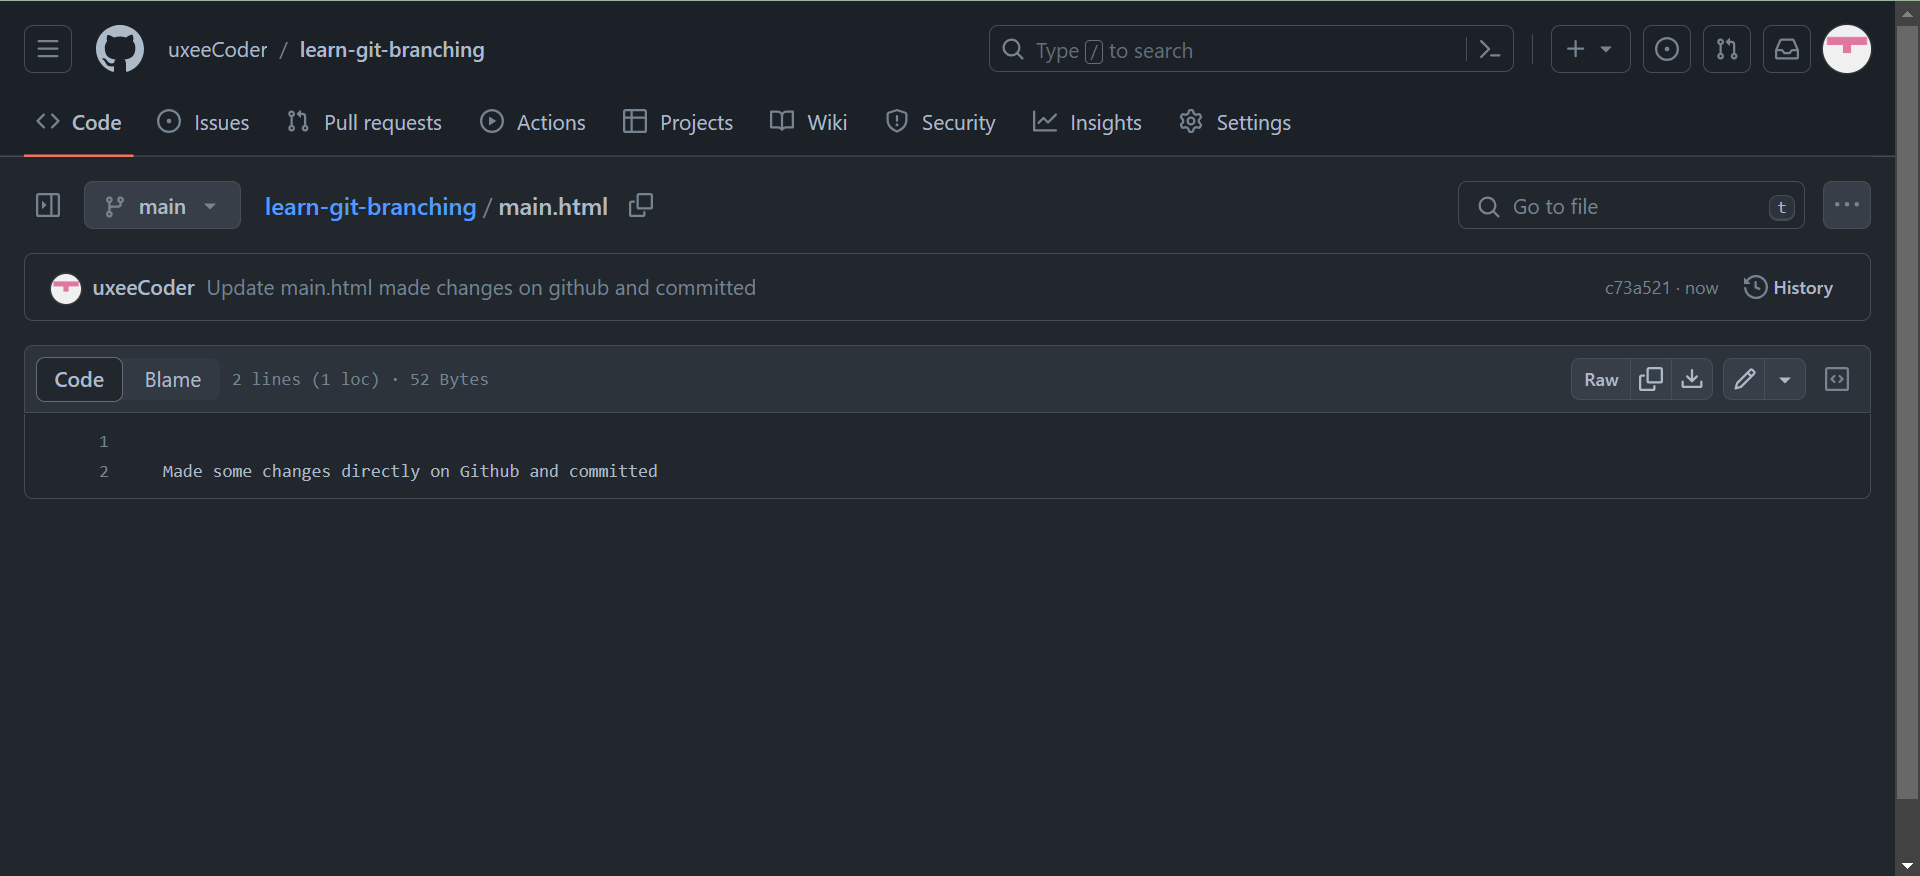 uxeeCoder / learn-git-branching
Type / to search
Code Issues Pull requests Actions Projects Wiki Security Insights Settings
main learn-git-branching / main.html
Go to file t
uxeeCoder Update main.html made changes on github and committed
c73a521 · now History
Code Blame 2 lines (1 loc) · 52 Bytes
Raw
1
2 Made some changes directly on Github and committed